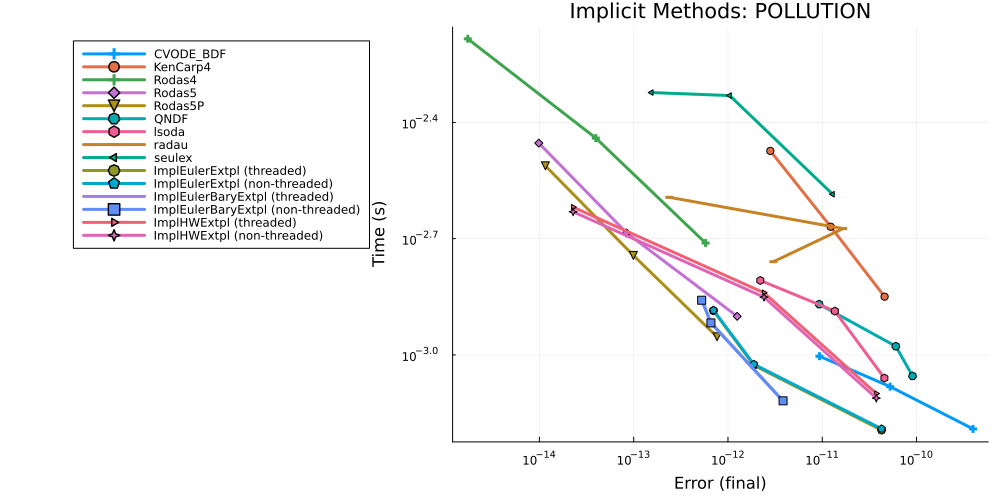 Implicit Methods: POLLUTION
CVODE_BDF
KenCarp4
Rodas4
Rodas5
Rodas5P
QNDF
lsoda
radau
seulex
ImplEulerExtpl (threaded)
ImplEulerExtpl (non-threaded)
ImplEulerBaryExtpl (threaded)
ImplEulerBaryExtpl (non-threaded)
ImplHWExtpl (threaded)
ImplHWExtpl (non-threaded)
Time (s)
10^-2.4
10^-2.7
10^-3.0
10^-14
10^-13
10^-12
10^-11
10^-10
Error (final)